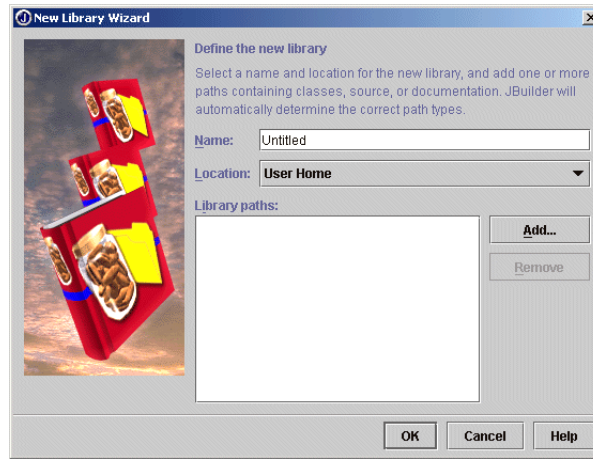 New Library Wizard
Define the new library
Select a name and location for the new library, and add one or more
paths containing classes, source, or documentation. JBuilder will
automatically determine the correct path types.
Name: Untitled
Location: User Home
Library paths:
Add...
Remove
OK Cancel Help